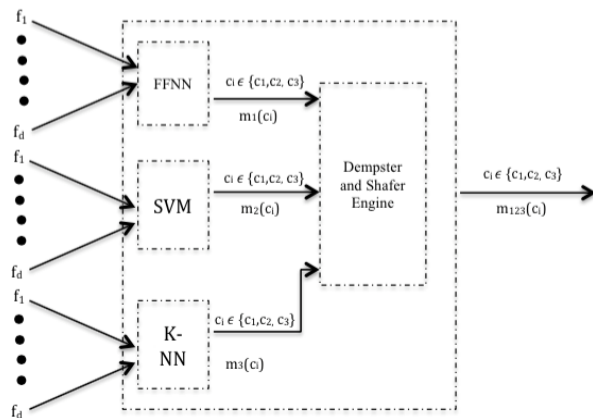 f1
fd
f1
fd
f1
fd
FFNN
SVM
K-
NN
ci ϵ {c1,c2, c3}
m1(ci)
ci ϵ {c1,c2, c3}
m2(ci)
ci ϵ {c1,c2, c3}
m3(ci)
Dempster
and Shafer
Engine
ci ϵ {c1,c2, c3}
m123(ci)